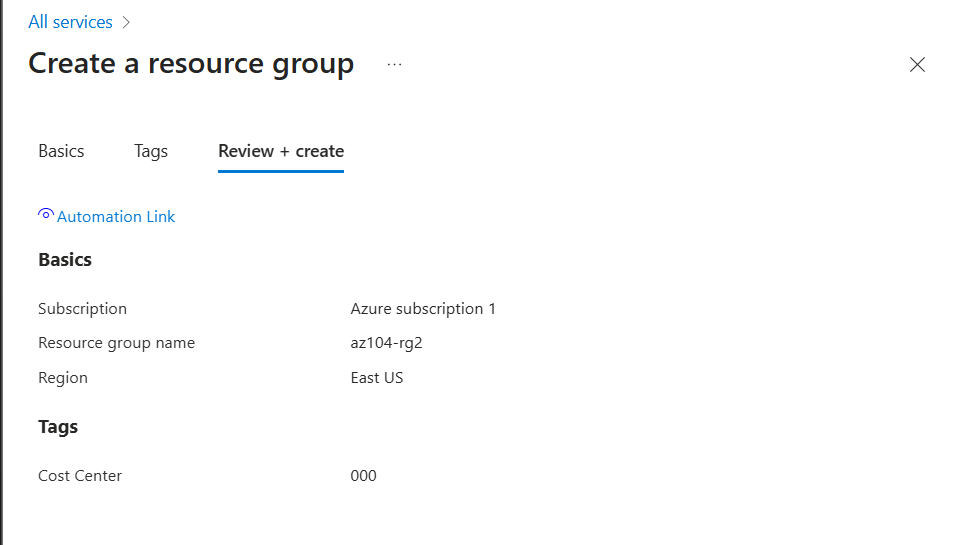 All services
Create a resource group ...
Basics Tags Review + create
Automation Link
Basics
Subscription Azure subscription 1
Resource group name az104-rg2
Region East US
Tags
Cost Center 000